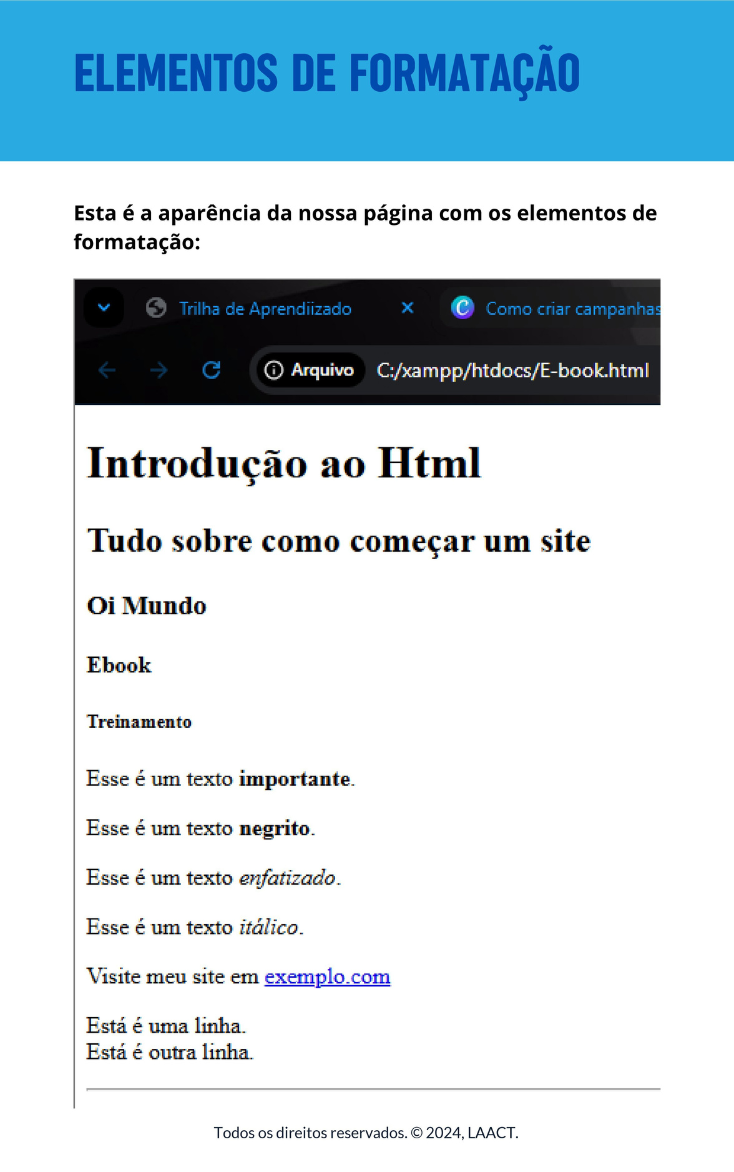 ELEMENTOS DE FORMATAÇÃO
Esta é a aparência da nossa página com os elementos de
formatação:
Trilha de Aprendiizado
Como criar campanhas
Arquivo C:/xampp/htdocs/E-book.html
Introdução ao Html
Tudo sobre como começar um site
Oi Mundo
Ebook
Treinamento
Esse é um texto importante.
Esse é um texto negrito.
Esse é um texto enfatizado.
Esse é um texto itálico.
Visite meu site em exemplo.com
Está é uma linha.
Está é outra linha.
Todos os direitos reservados. © 2024, LAACT.